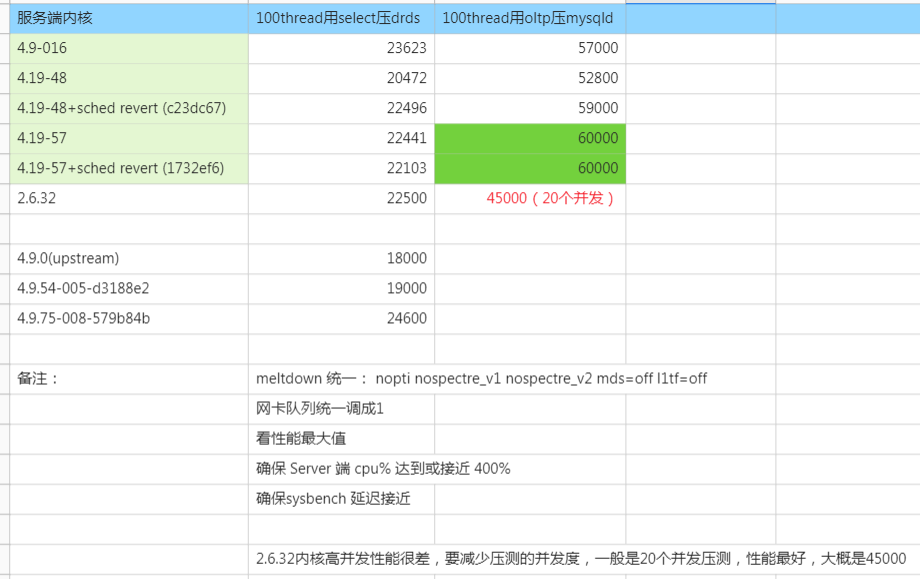 服务端内核 100thread用select压drds 100thread用oltp压mysqld
4.9-016 23623 57000
4.19-48 20472 52800
4.19-48+sched revert (c23dc67) 22496 59000
4.19-57 22441 60000
4.19-57+sched revert (1732ef6) 22103 60000
2.6.32 22500 45000（20个并发）
4.9.0(upstream) 18000
4.9.54-005-d3188e2 19000
4.9.75-008-579b84b 24600
备注： meltdown 统一： nopti nospectre_v1 nospectre_v2 mds=off l1tf=off
网卡队列统一调成1
看性能最大值
确保 Server 端 cpu% 达到或接近 400%
确保sysbench 延迟接近
2.6.32内核高并发性能很差，要减少压测的并发度，一般是20个并发压测，性能最好，大概是45000